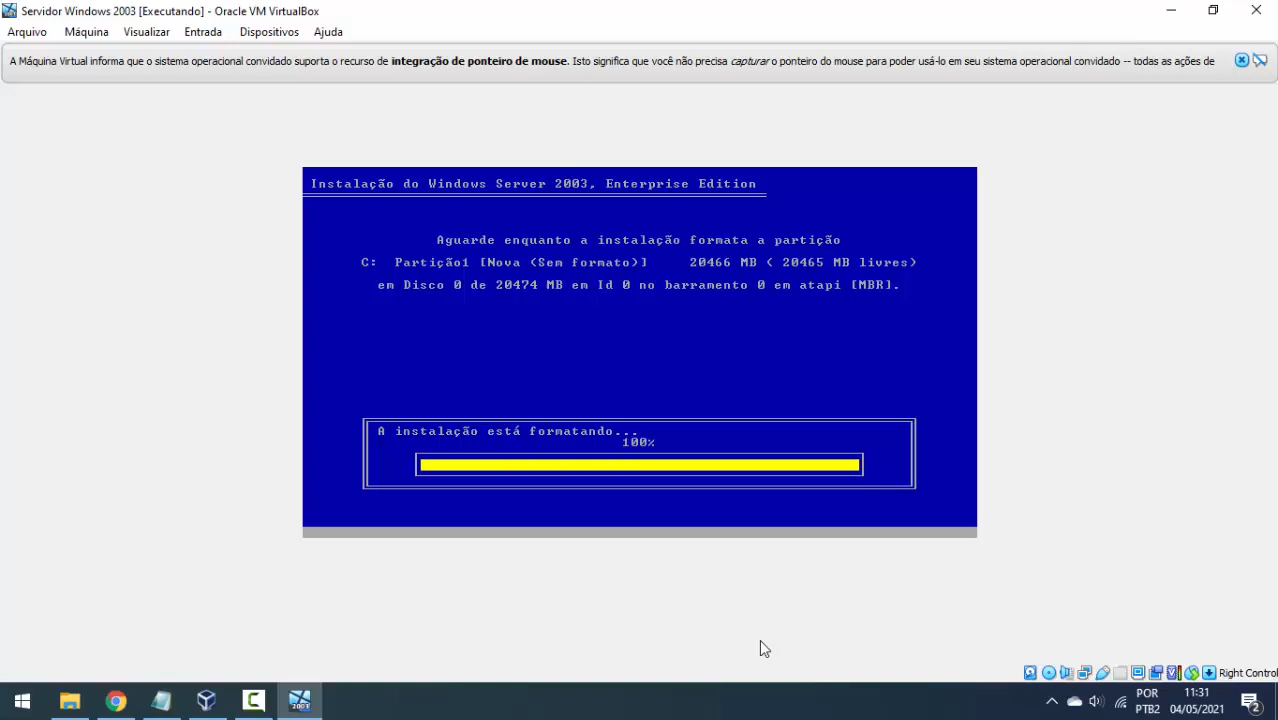 Servidor Windows 2003 [Executando] - Oracle VM VirtualBox
Arquivo Máquina Visualizar Entrada Dispositivos Ajuda
A Máquina Virtual informa que o sistema operacional convidado suporta o recurso de integração de ponteiro de mouse. Isto significa que você não precisa capturar o ponteiro do mouse para poder usá-lo em seu sistema operacional convidado -- todas as ações de
Instalação do Windows Server 2003, Enterprise Edition
Aguarde enquanto a instalação formata a partição
C: Partição1 [Nova (Sem formato)] 20466 MB ( 20465 MB livres)
em Disco 0 de 20474 MB em Id 0 no barramento 0 em atapi [MBR].
A instalação está formatando...
100%
Right Control
POR 11:31
PTB2 04/05/2021
2